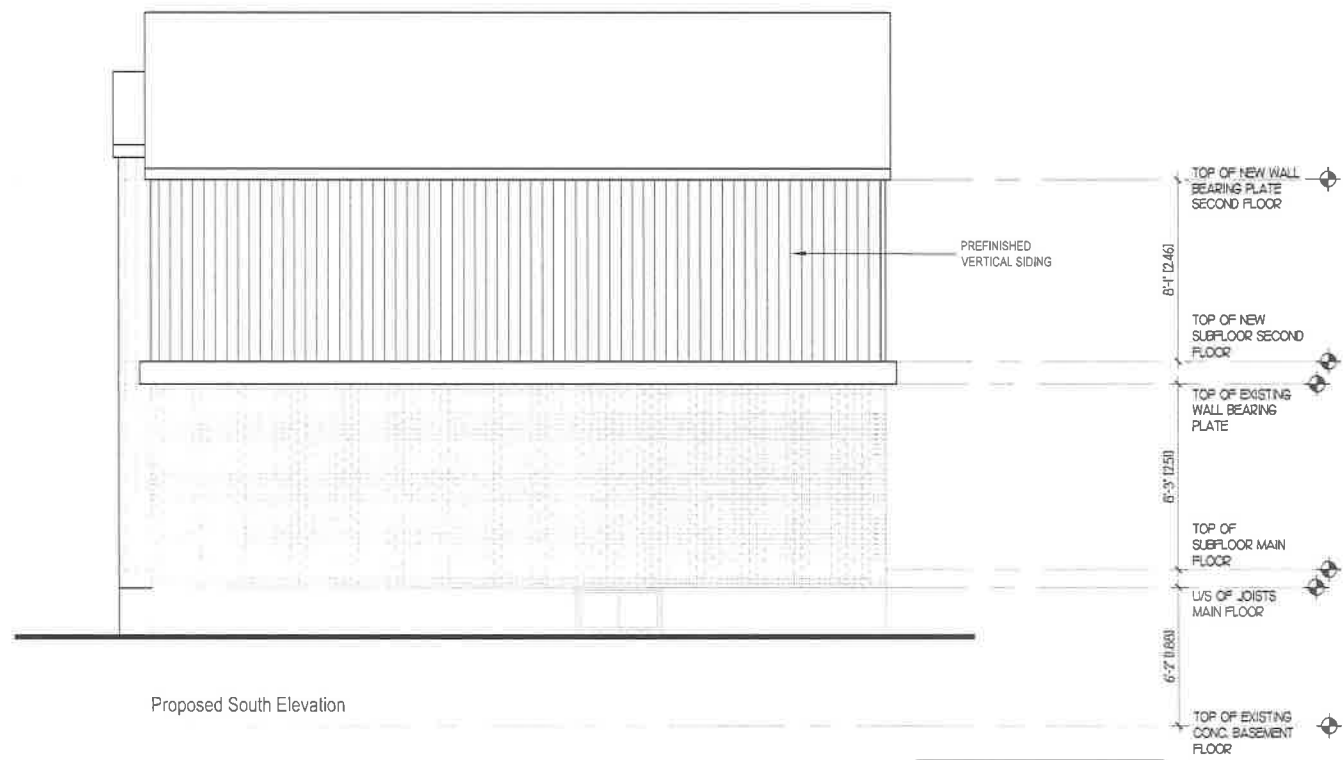 TOP OF NEW WALL
BEARING PLATE
SECOND FLOOR
PREFINISHED
VERTICAL SIDING
8'-1" [2.46]
TOP OF NEW
SUBFLOOR SECOND
FLOOR
TOP OF EXISTING
WALL BEARING
PLATE
8'-3" [2.51]
TOP OF
SUBFLOOR MAIN
FLOOR
U/S OF JOISTS
MAIN FLOOR
6'-2" [1.88]
Proposed South Elevation
TOP OF EXISTING
CONC. BASEMENT
FLOOR